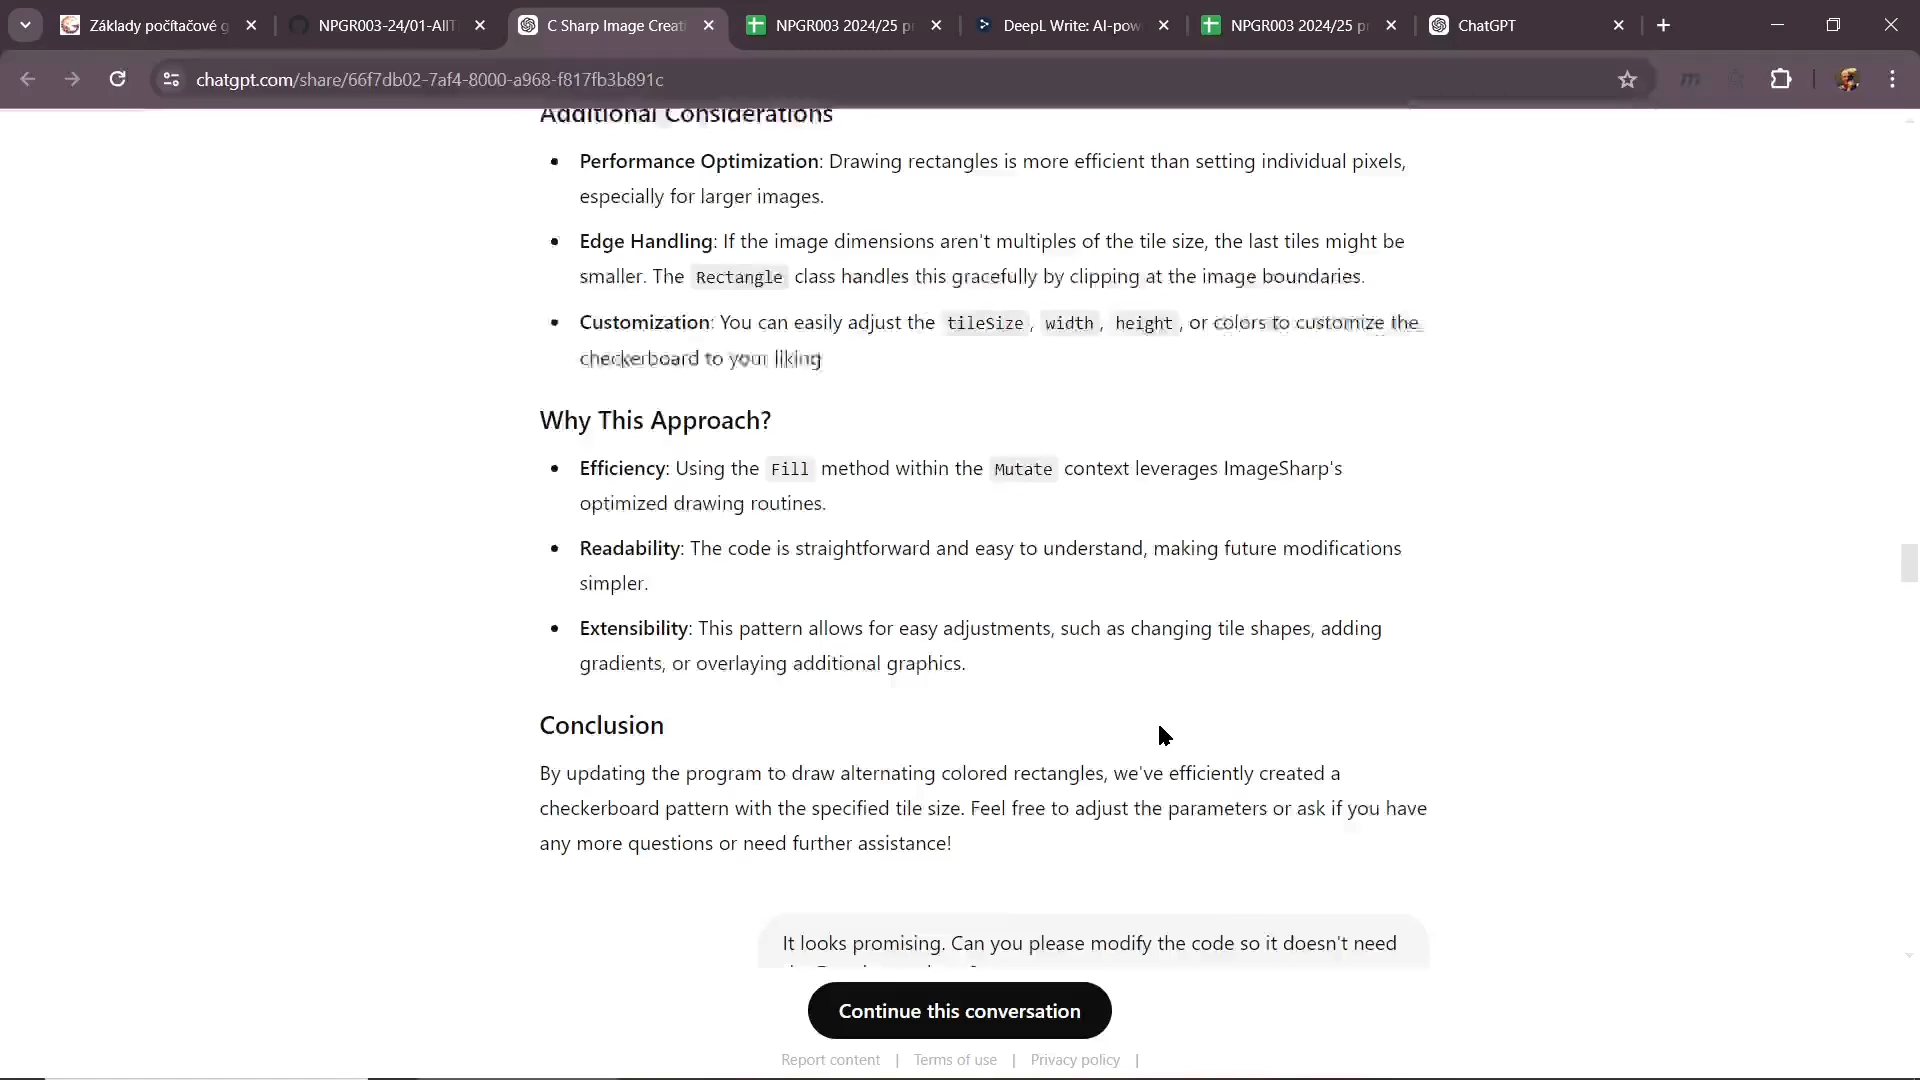 Základy počítačové g
NPGR003-24/01-AllT
C Sharp Image Creati
NPGR003 2024/25 p
DeepL Write: AI-pow
NPGR003 2024/25 p
ChatGPT
chatgpt.com/share/66f7db02-7af4-8000-a968-f817fb3b891c
Additional Considerations
Performance Optimization: Drawing rectangles is more efficient than setting individual pixels,
especially for larger images.
Edge Handling: If the image dimensions aren't multiples of the tile size, the last tiles might be
smaller. The Rectangle class handles this gracefully by clipping at the image boundaries.
Customization: You can easily adjust the tileSize, width, height, or colors to customize the
checkerboard to your liking
Why This Approach?
Efficiency: Using the Fill method within the Mutate context leverages ImageSharp's
optimized drawing routines.
Readability: The code is straightforward and easy to understand, making future modifications
simpler.
Extensibility: This pattern allows for easy adjustments, such as changing tile shapes, adding
gradients, or overlaying additional graphics.
Conclusion
By updating the program to draw alternating colored rectangles, we've efficiently created a
checkerboard pattern with the specified tile size. Feel free to adjust the parameters or ask if you have
any more questions or need further assistance!
It looks promising. Can you please modify the code so it doesn't need
Continue this conversation
Report content | Terms of use | Privacy policy |